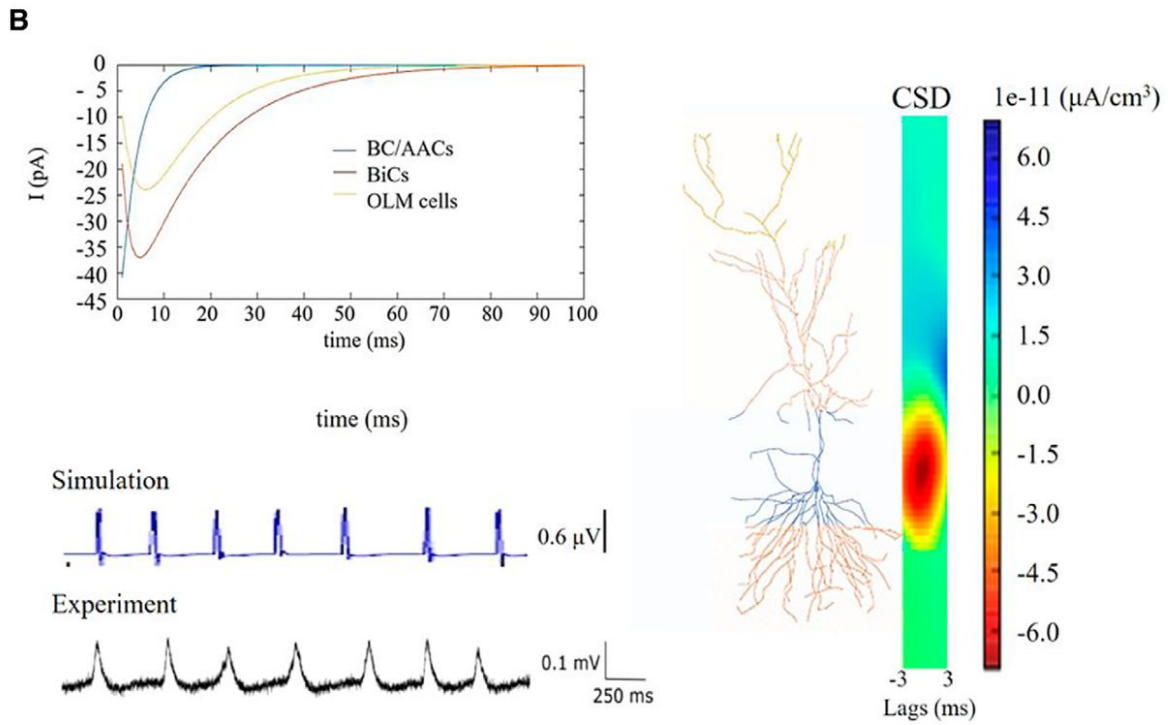 B
0
- 5
-10
-15
-20
-25
-30
-35
-40
-45
I (pA)
BC/AACs
BiCs
OLM cells
0 10 20 30 40 50 60 70 80 90 100
time (ms)
time (ms)
Simulation
0.6 μV
Experiment
0.1 mV
250 ms
CSD
1e-11 (μA/cm³)
6.0
4.5
3.0
1.5
0.0
-1.5
-3.0
-4.5
-6.0
-3 3
Lags (ms)